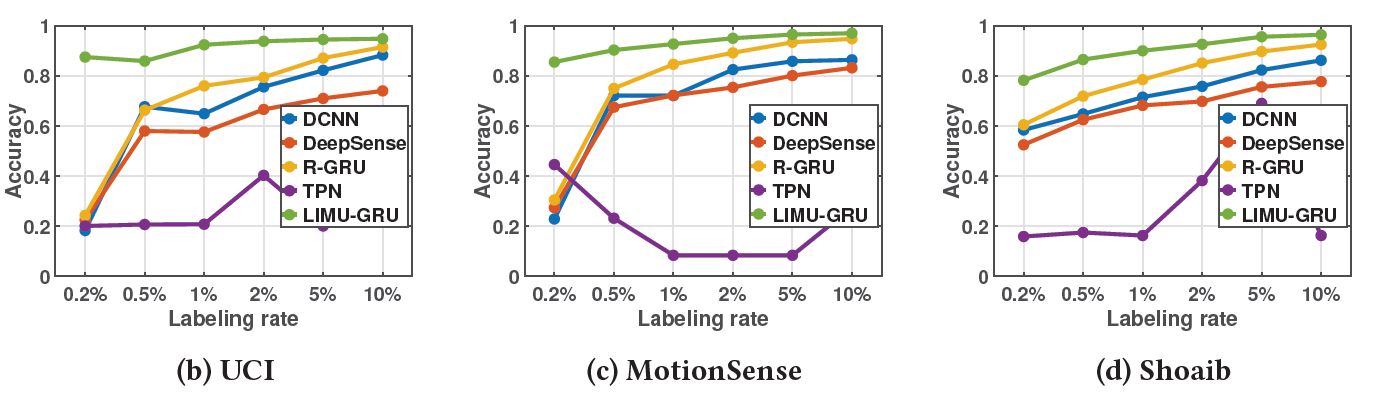 1
0.8
0.6
0.4
0.2
0
Accuracy
DCNN
DeepSense
R-GRU
TPN
LIMU-GRU
0.2% 0.5% 1% 2% 5% 10%
Labeling rate
(b) UCI
1
0.8
0.6
0.4
0.2
0
Accuracy
DCNN
DeepSense
R-GRU
TPN
LIMU-GRU
0.2% 0.5% 1% 2% 5% 10%
Labeling rate
(c) MotionSense
1
0.8
0.6
0.4
0.2
0
Accuracy
DCNN
DeepSense
R-GRU
TPN
LIMU-GRU
0.2% 0.5% 1% 2% 5% 10%
Labeling rate
(d) Shoaib